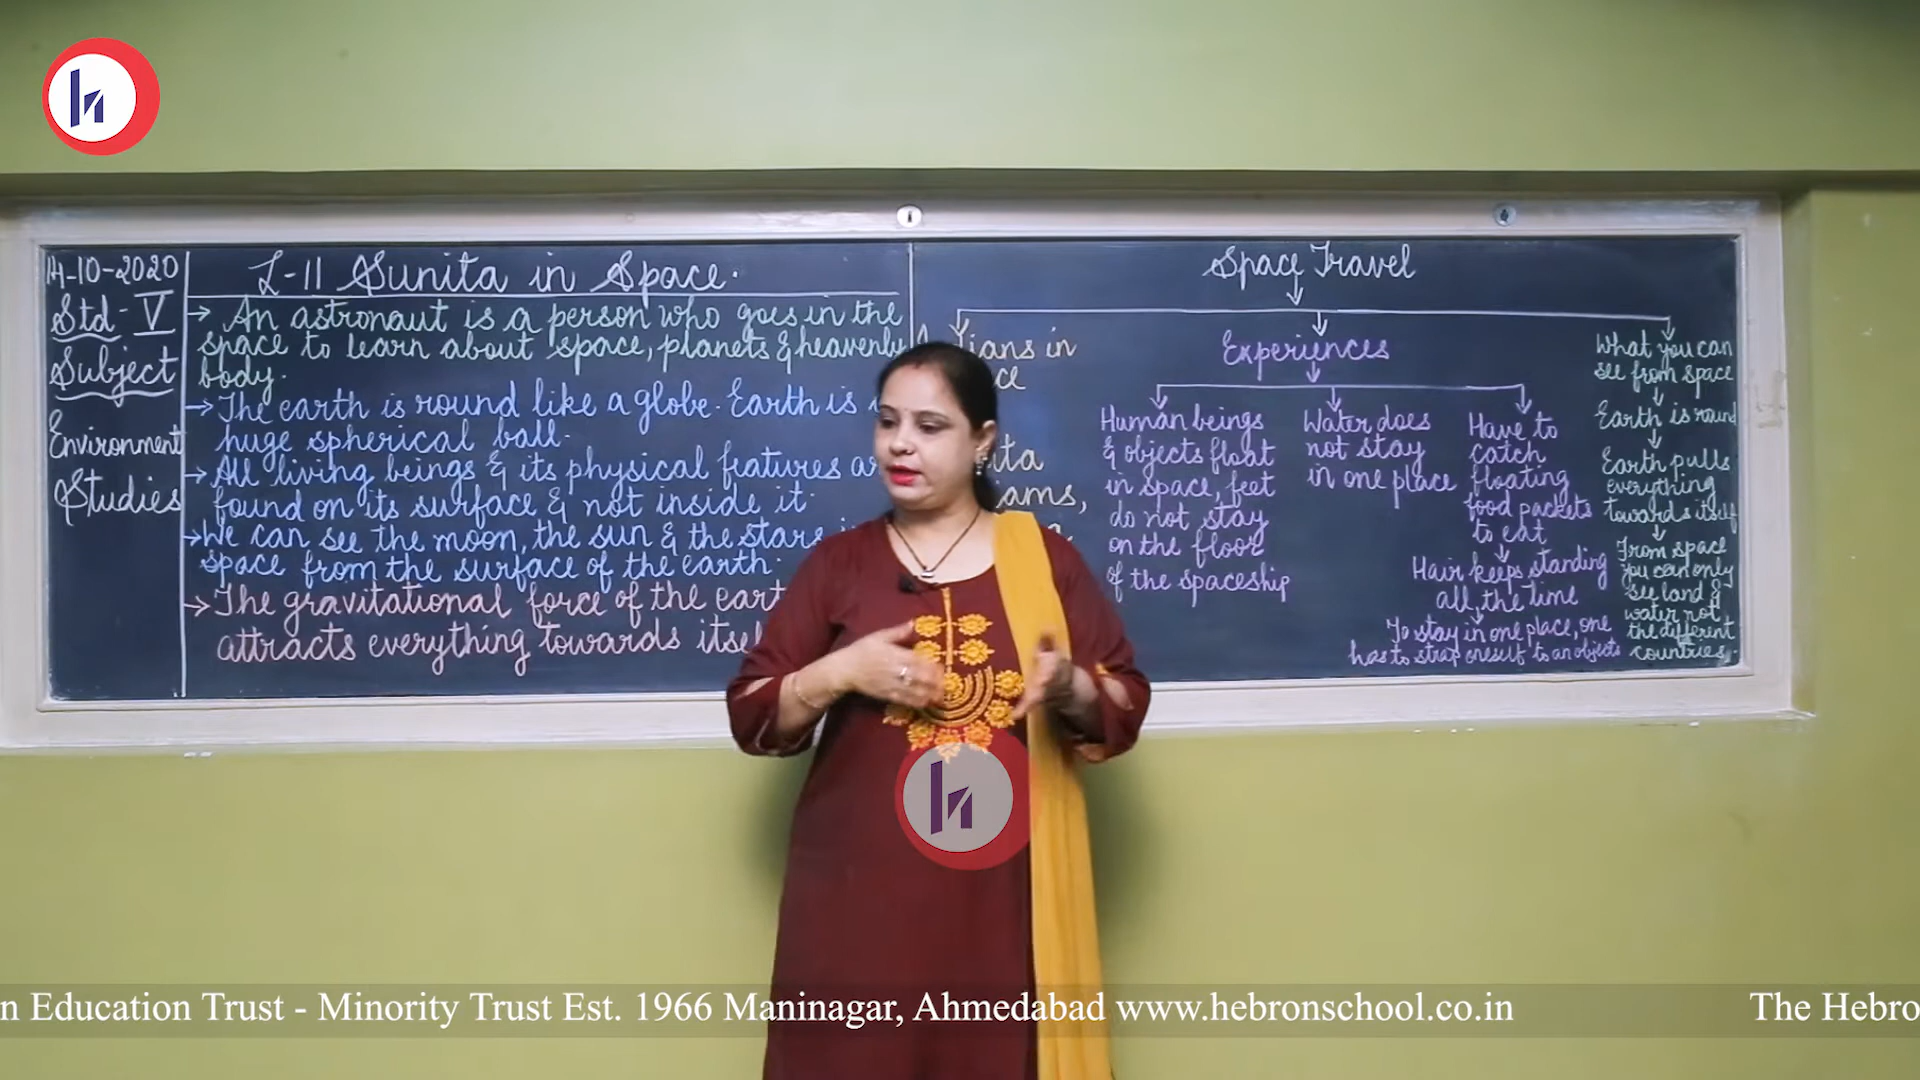 14-10-2020
Std- V
Subject
Environment
Studies
L-11 Sunita in Space.
→ An astronaut is a person who goes in the
space to learn about space, planets & heavenly
body.
→ The earth is round like a globe. Earth is
huge spherical ball.
→ All living beings & its physical features
found on its surface & not inside it.
→ We can see the moon, the sun & the stars
space from the surface of the earth.
→ The gravitational force of the
attracts everything towards
Space Travel
in
Experiences
Human beings
& objects float
in space, feet
do not stay
on the floor
of the spaceship
Water does
not stay
in one place
Have to
catch
floating
food packets
to eat
Hair keeps standing
all the time
To stay in one place, one
has to strap oneself to an objects
What you can
see from space
Earth is round
Earth pulls
everything
towards itself
From space
you can only
see land &
water not
the different
countries.
n Education Trust - Minority Trust Est. 1966 Maninagar, Ahmedabad www.hebronschool.co.in The Hebro